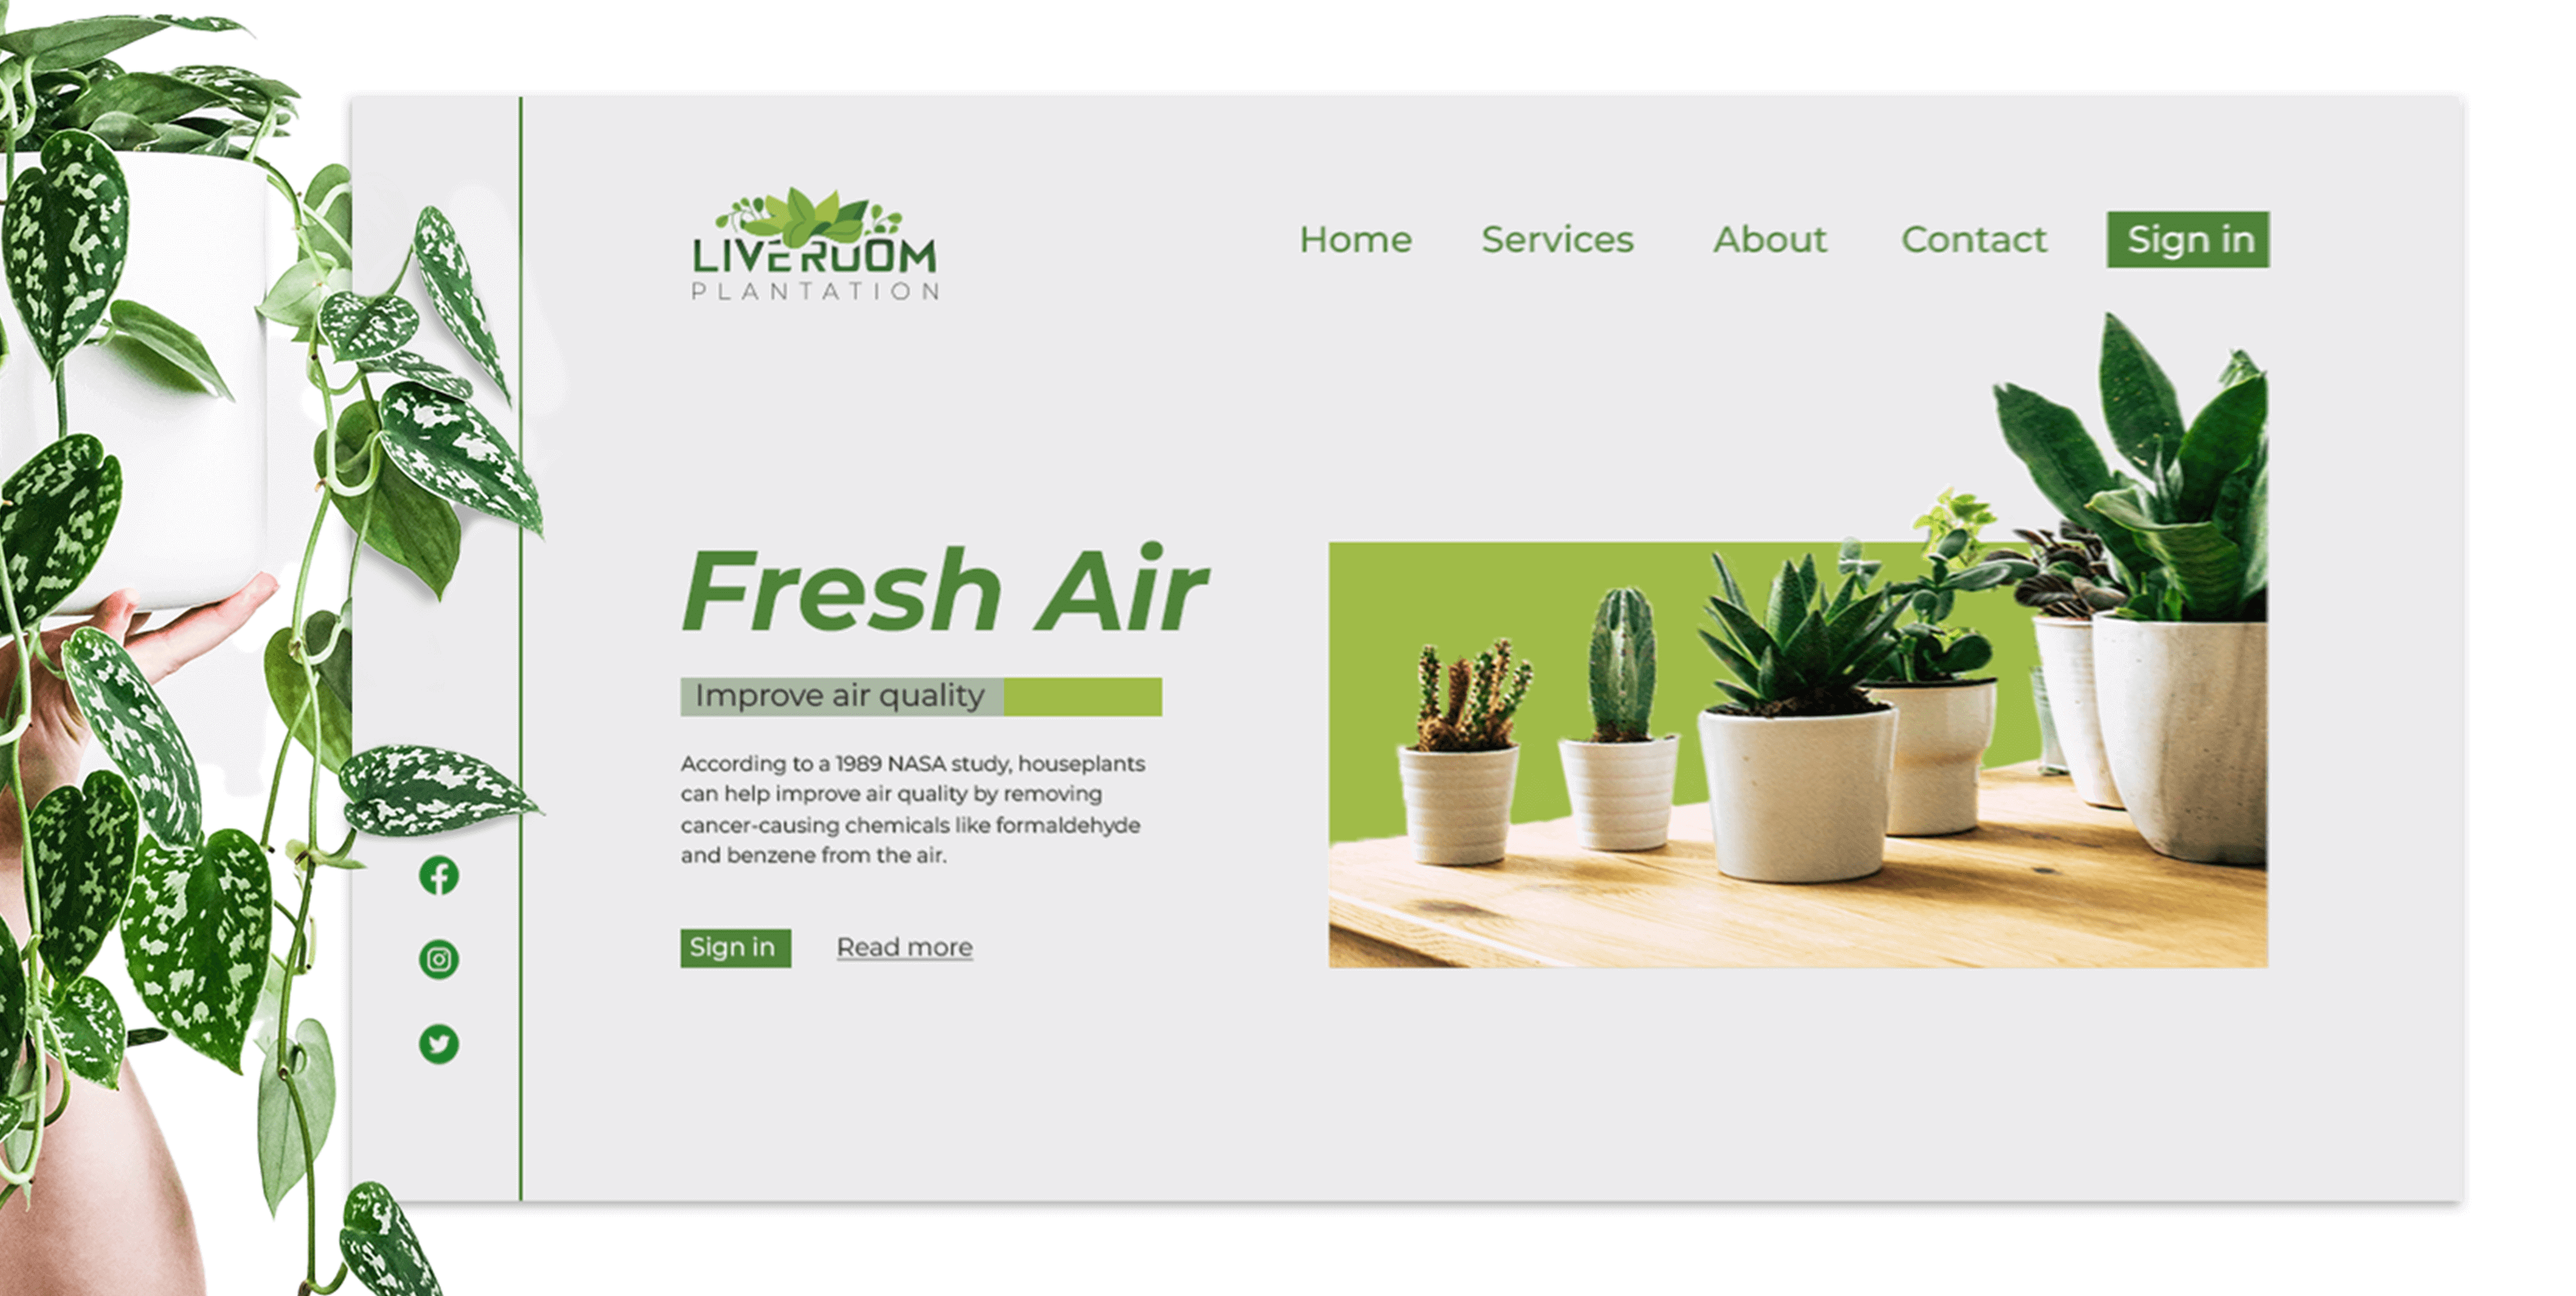 LIVEROOM
PLANTATION
Home Services About Contact Sign in
Fresh Air
Improve air quality
According to a 1989 NASA study, houseplants
can help improve air quality by removing
cancer-causing chemicals like formaldehyde
and benzene from the air.
Sign in Read more